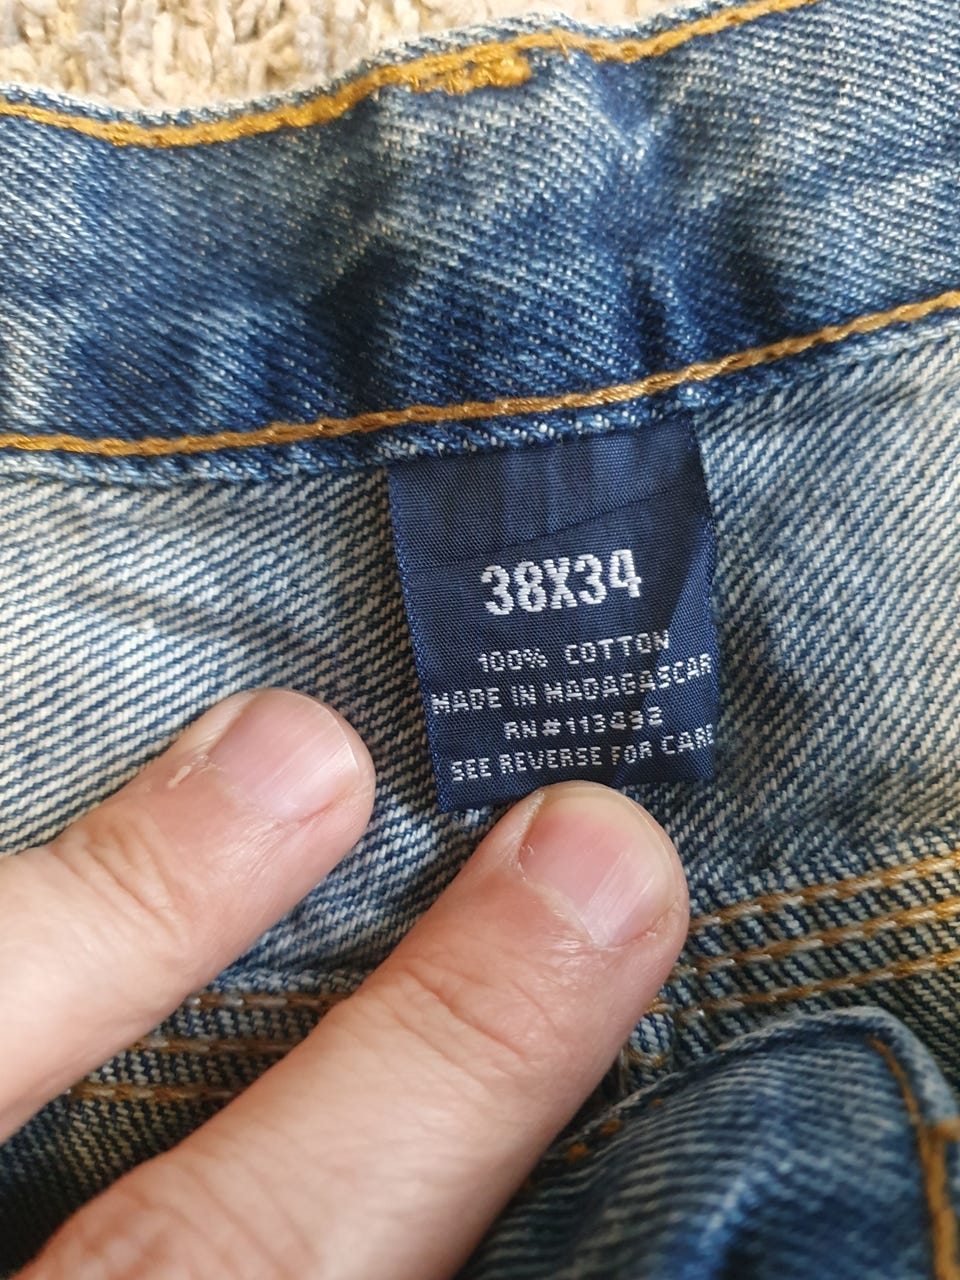 38X34
100% COTTON
MADE IN MADAGASCAR
RN#113432
SEE REVERSE FOR CARE